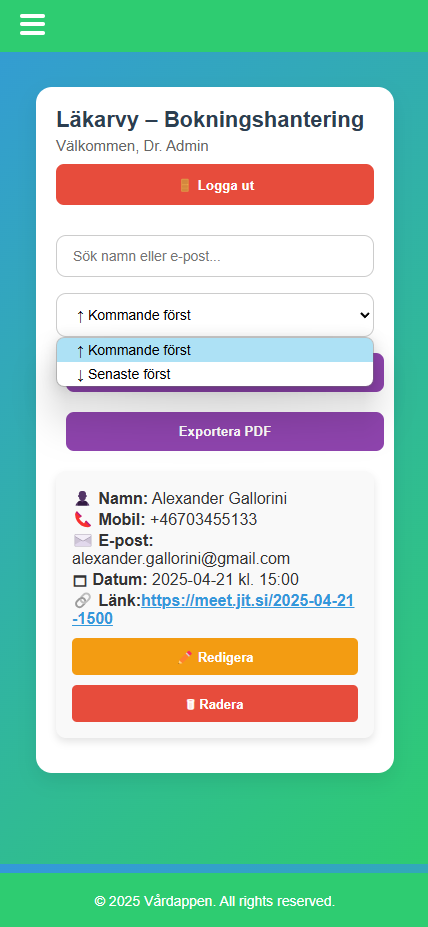 Läkarvy – Bokningshantering
Välkommen, Dr. Admin
Logga ut
Sök namn eller e-post...
↑ Kommande först
↑ Kommande först
↓ Senaste först
Exportera PDF
Namn: Alexander Gallorini
Mobil: +46703455133
E-post:
alexander.gallorini@gmail.com
Datum: 2025-04-21 kl. 15:00
Länk:https://meet.jit.si/2025-04-21
-1500
Redigera
Radera
© 2025 Vårdappen. All rights reserved.